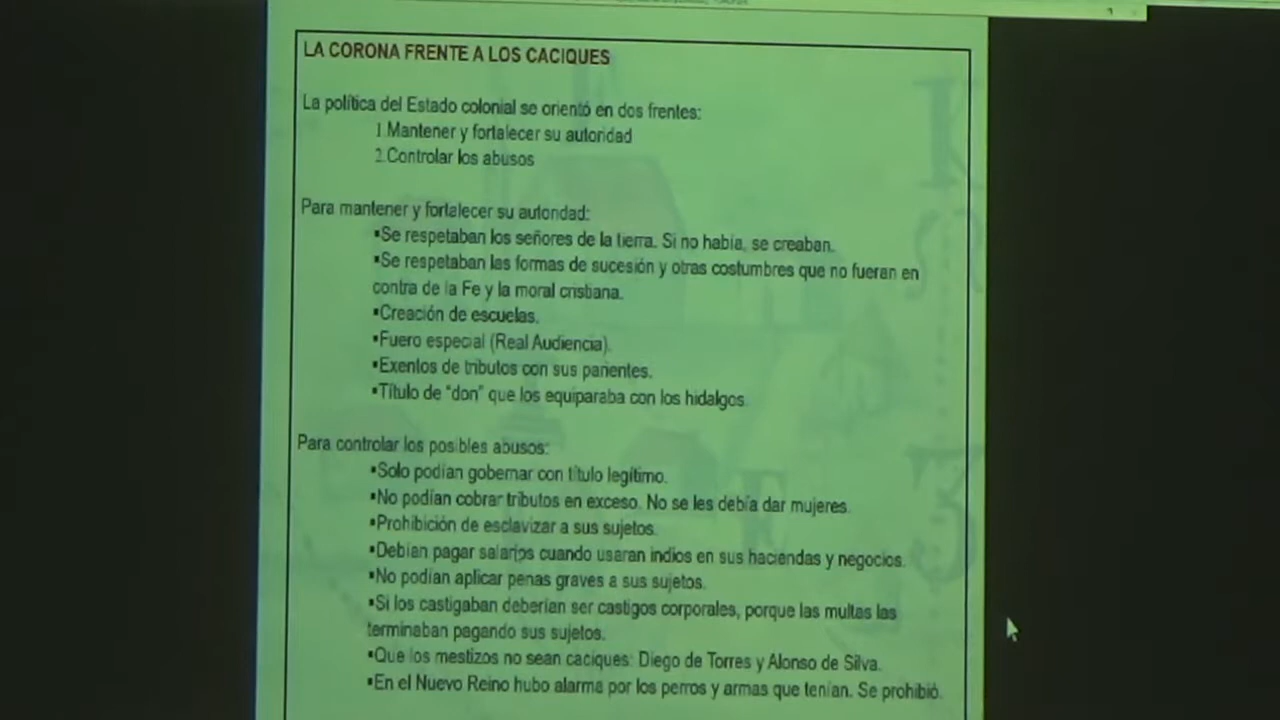 LA CORONA FRENTE A LOS CACIQUES
La política del Estado colonial se orientó en dos frentes:
1.Mantener y fortalecer su autoridad
2.Controlar los abusos
Para mantener y fortalecer su autoridad:
▪Se respetaban los señores de la tierra. Si no había, se creaban.
▪Se respetaban las formas de sucesión y otras costumbres que no fueran en
contra de la Fe y la moral cristiana.
▪Creación de escuelas.
▪Fuero especial (Real Audiencia).
▪Exentos de tributos con sus parientes.
▪Título de "don" que los equiparaba con los hidalgos.
Para controlar los posibles abusos:
▪Solo podían gobernar con título legítimo.
▪No podían cobrar tributos en exceso. No se les debía dar mujeres.
▪Prohibición de esclavizar a sus sujetos.
▪Debían pagar salarios cuando usaran indios en sus haciendas y negocios.
▪No podían aplicar penas graves a sus sujetos.
▪Si los castigaban deberían ser castigos corporales, porque las multas las
terminaban pagando sus sujetos.
▪Que los mestizos no sean caciques: Diego de Torres y Alonso de Silva.
▪En el Nuevo Reino hubo alarma por los perros y armas que tenían. Se prohibió.